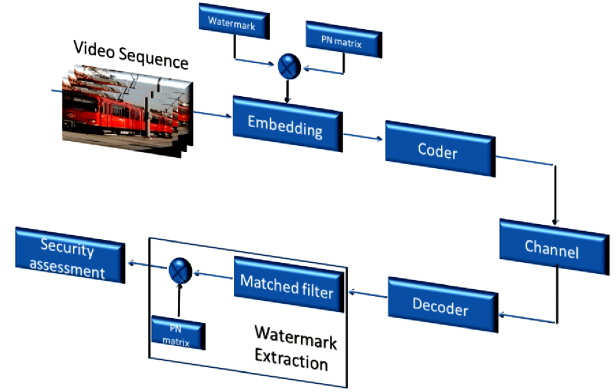 Watermark
PN matrix
Video Sequence
Embedding
Coder
Channel
Security
assessment
Matched filter
Decoder
PN
matrix
Watermark
Extraction